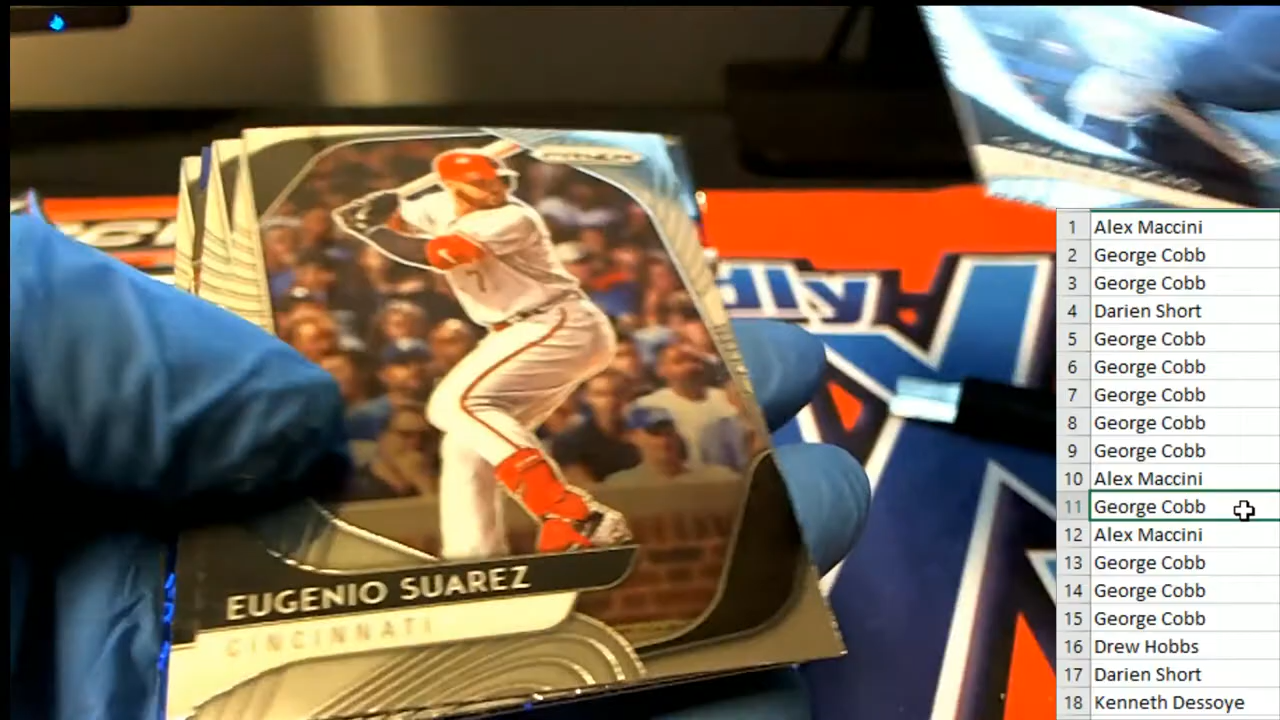 PRIZM
7
EUGENIO SUAREZ
CINCINNATI
1 Alex Maccini
2 George Cobb
3 George Cobb
4 Darien Short
5 George Cobb
6 George Cobb
7 George Cobb
8 George Cobb
9 George Cobb
10 Alex Maccini
11 George Cobb
12 Alex Maccini
13 George Cobb
14 George Cobb
15 George Cobb
16 Drew Hobbs
17 Darien Short
18 Kenneth Dessoye